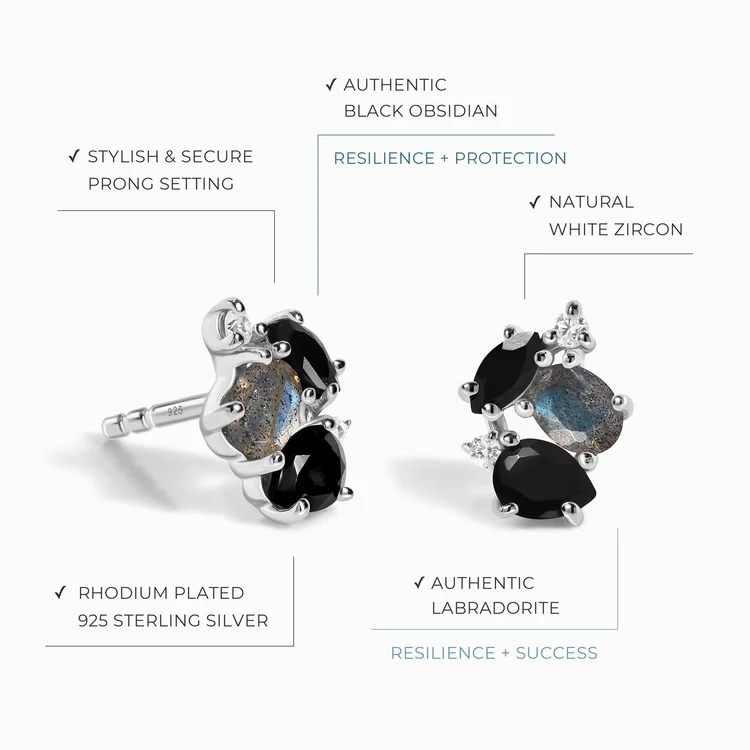 ✓ AUTHENTIC
BLACK OBSIDIAN
RESILIENCE + PROTECTION
✓ STYLISH & SECURE
PRONG SETTING
✓ NATURAL
WHITE ZIRCON
925
✓ RHODIUM PLATED
925 STERLING SILVER
✓ AUTHENTIC
LABRADORITE
RESILIENCE + SUCCESS